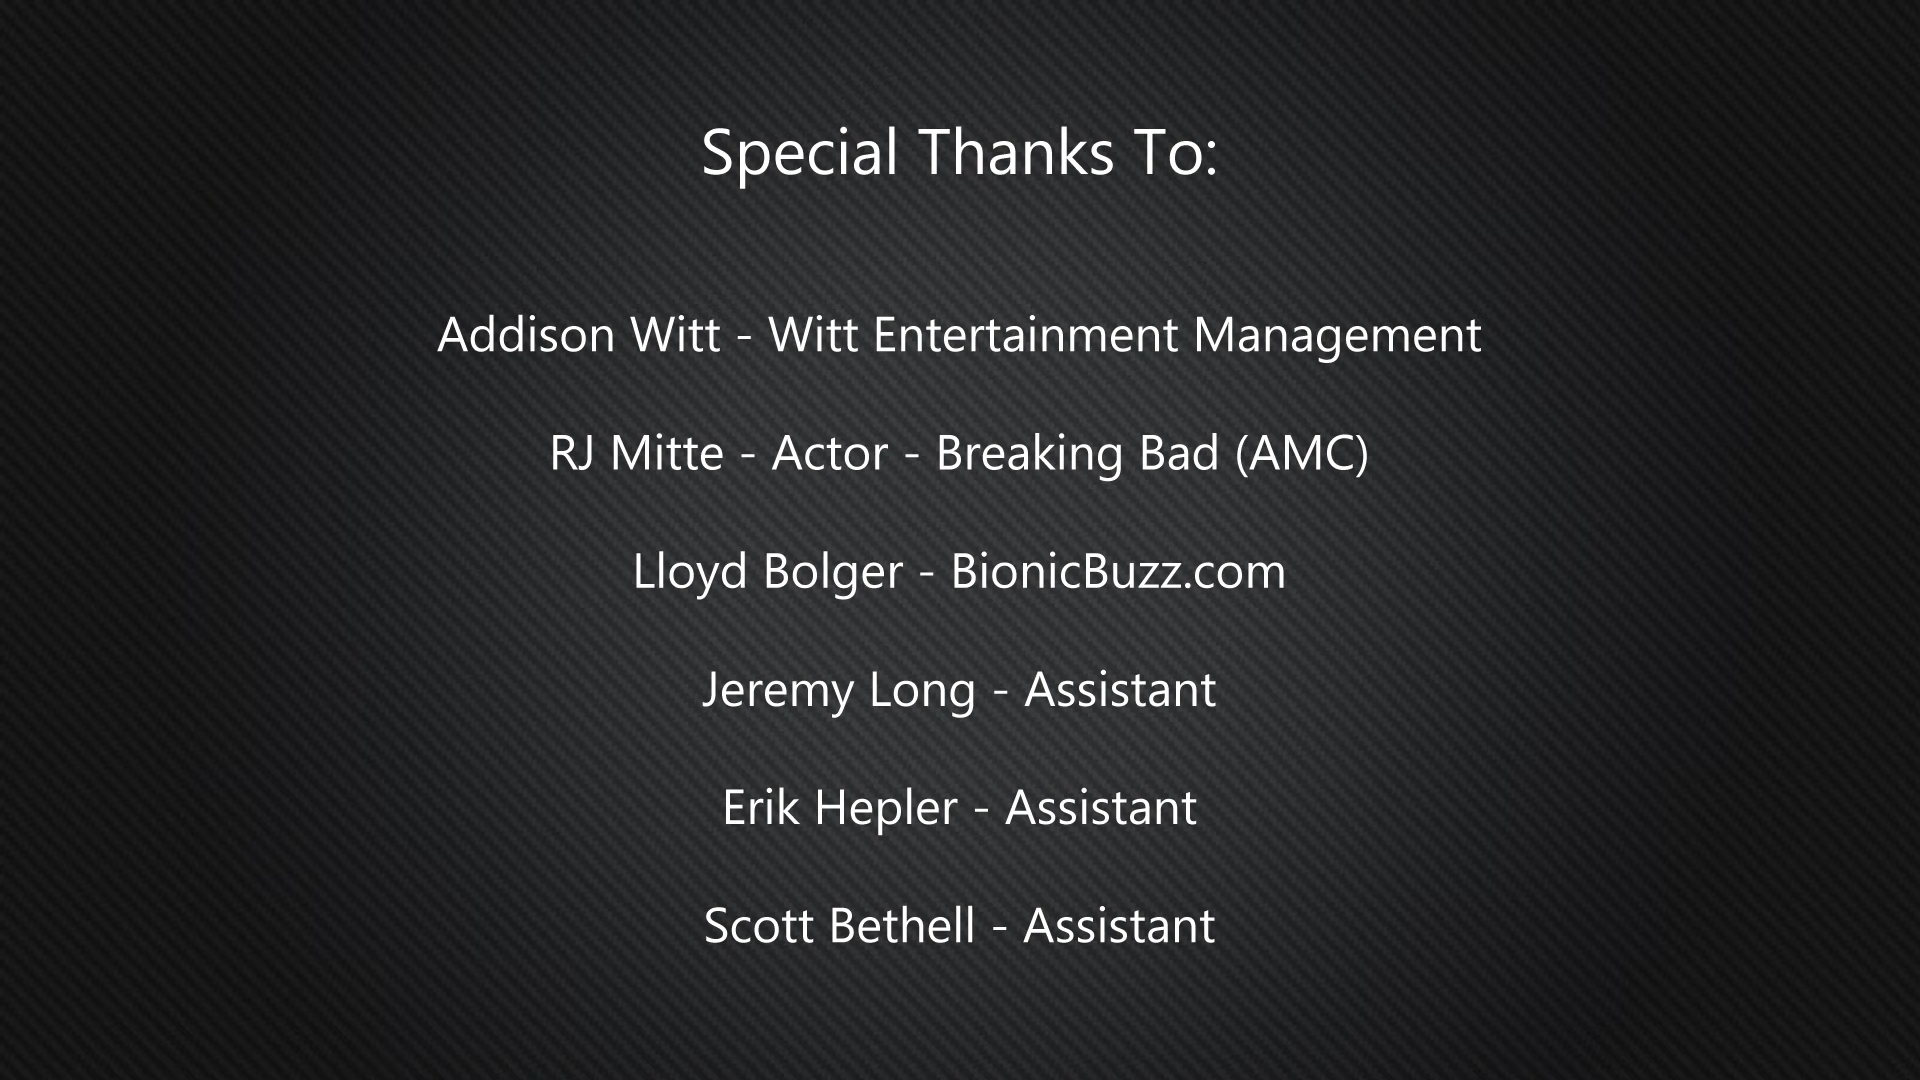 Special Thanks To:
Addison Witt - Witt Entertainment Management
RJ Mitte - Actor - Breaking Bad (AMC)
Lloyd Bolger - BionicBuzz.com
Jeremy Long - Assistant
Erik Hepler - Assistant
Scott Bethell - Assistant